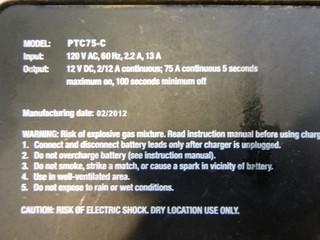 MODEL: PTC75-C
Input: 120 V AC, 60 Hz, 2.2 A, 13 A
Output: 12 V DC, 2/12 A continuous; 75 A continuous 5 seconds
maximum on, 100 seconds minimum off
Manufacturing date: 02/2012
WARNING: Risk of explosive gas mixture. Read instruction manual before using charg
1. Connect and disconnect battery leads only after charger is unplugged.
2. Do not overcharge battery (see instruction manual).
3. Do not smoke, strike a match, or cause a spark in vicinity of battery.
4. Use in well-ventilated area.
5. Do not expose to rain or wet conditions.
CAUTION: RISK OF ELECTRIC SHOCK. DRY LOCATION USE ONLY.